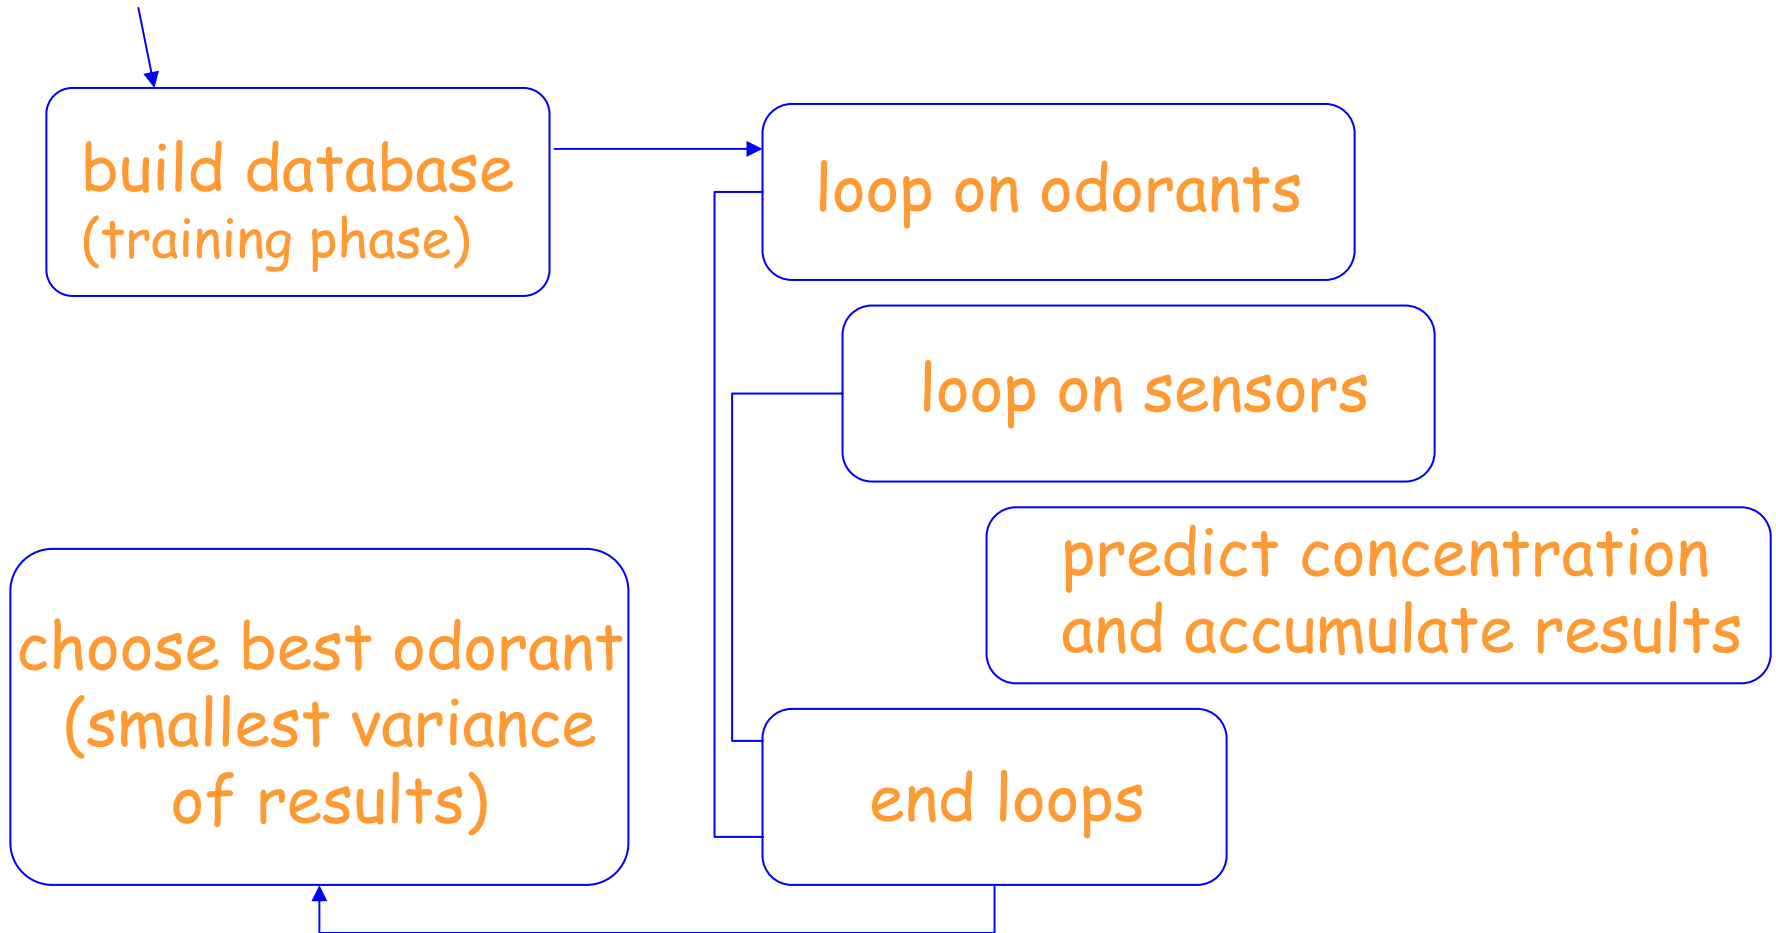 build database
(training phase)
loop on odorants
loop on sensors
predict concentration
and accumulate results
end loops
choose best odorant
(smallest variance
of results)